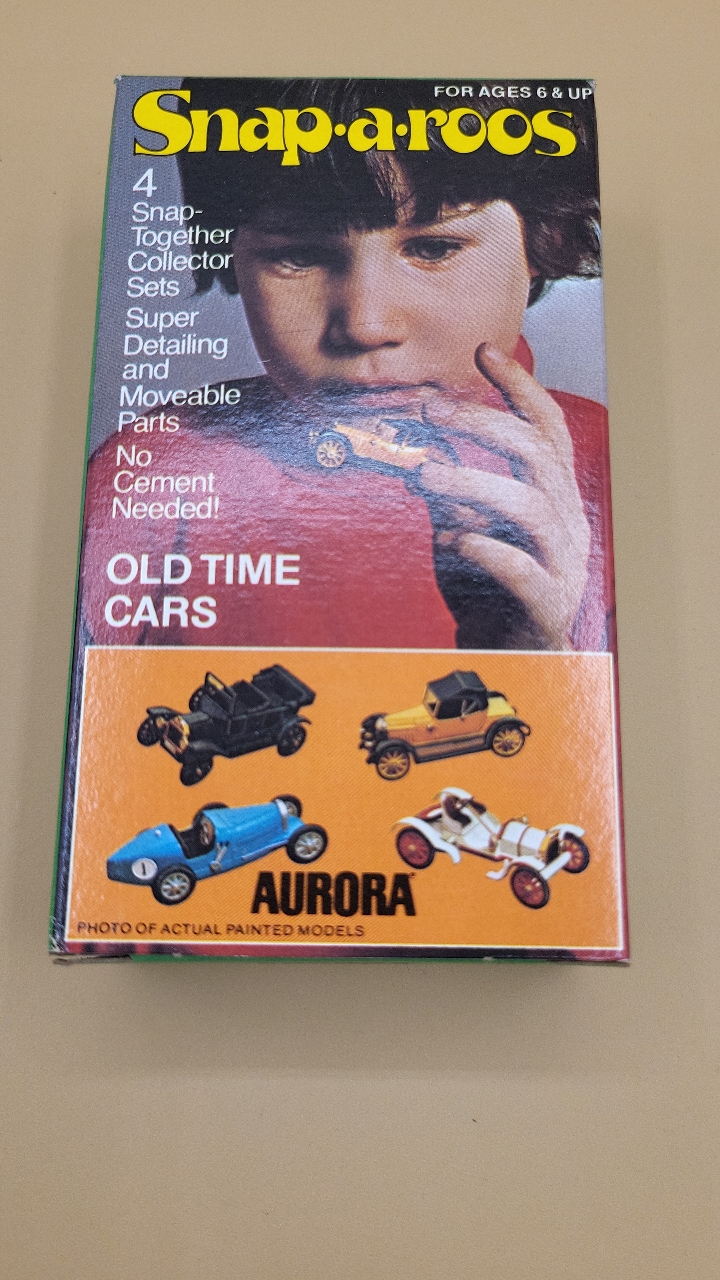 FOR AGES 6 & UP
Snap·a·roos
4
Snap-
Together
Collector
Sets
Super
Detailing
and
Moveable
Parts
No
Cement
Needed!
OLD TIME
CARS
1
AURORA
PHOTO OF ACTUAL PAINTED MODELS